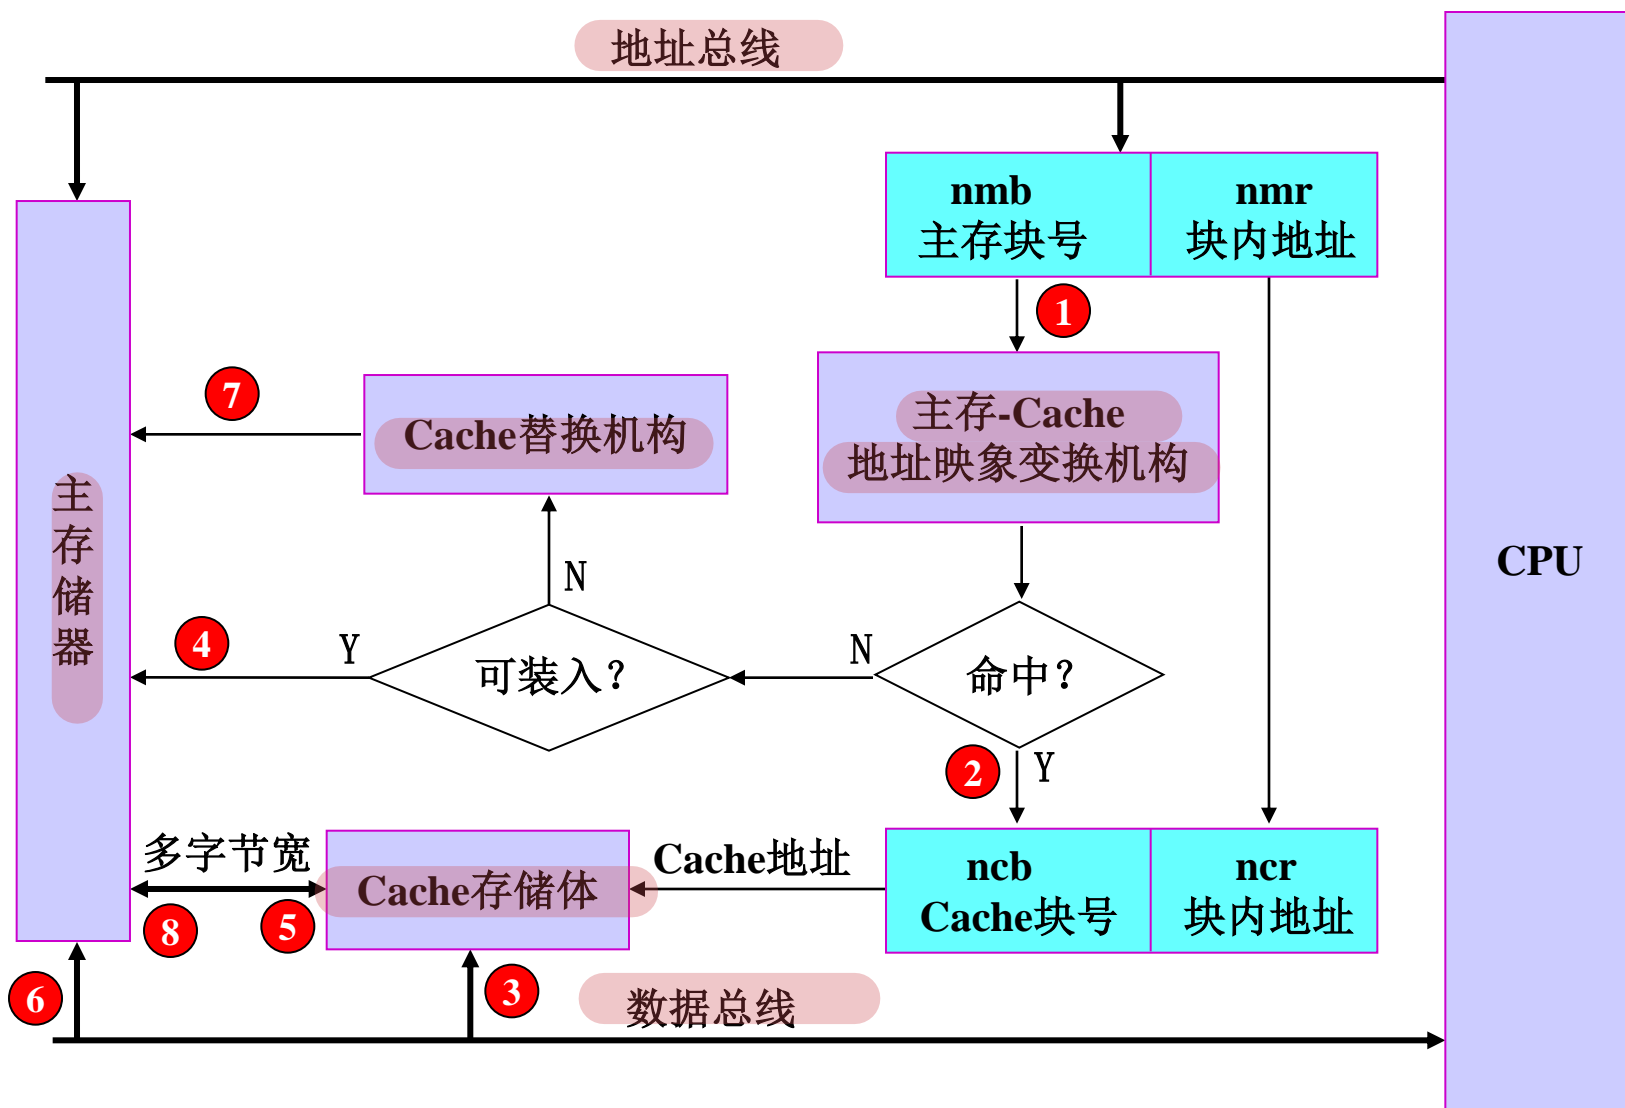 地址总线
nmb
主存块号
nmr
块内地址
1
主存-Cache
地址映象变换机构
7
Cache替换机构
主
存
储
器
CPU
N
4
Y
可装入?
N
命中?
2
Y
多字节宽
Cache存储体
Cache地址
ncb
Cache块号
ncr
块内地址
8
5
6
3
数据总线